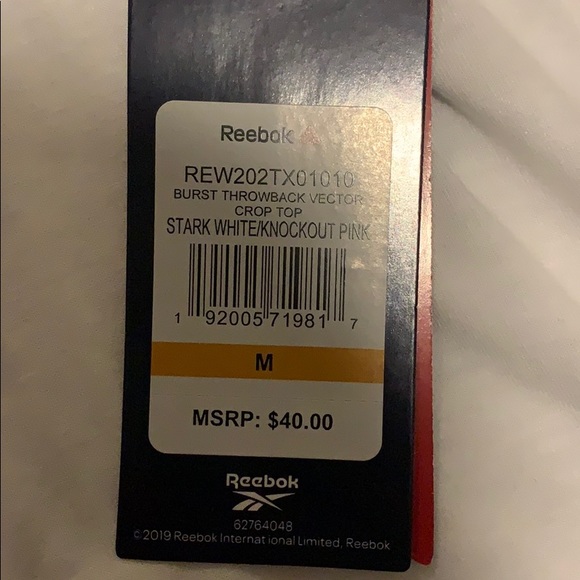 Reebok
REW202TX01010
BURST THROWBACK VECTOR
CROP TOP
STARK WHITE/KNOCKOUT PINK
1 92005 71981 7
M
MSRP: $40.00
Reebok
62764048
©2019 Reebok International Limited, Reebok